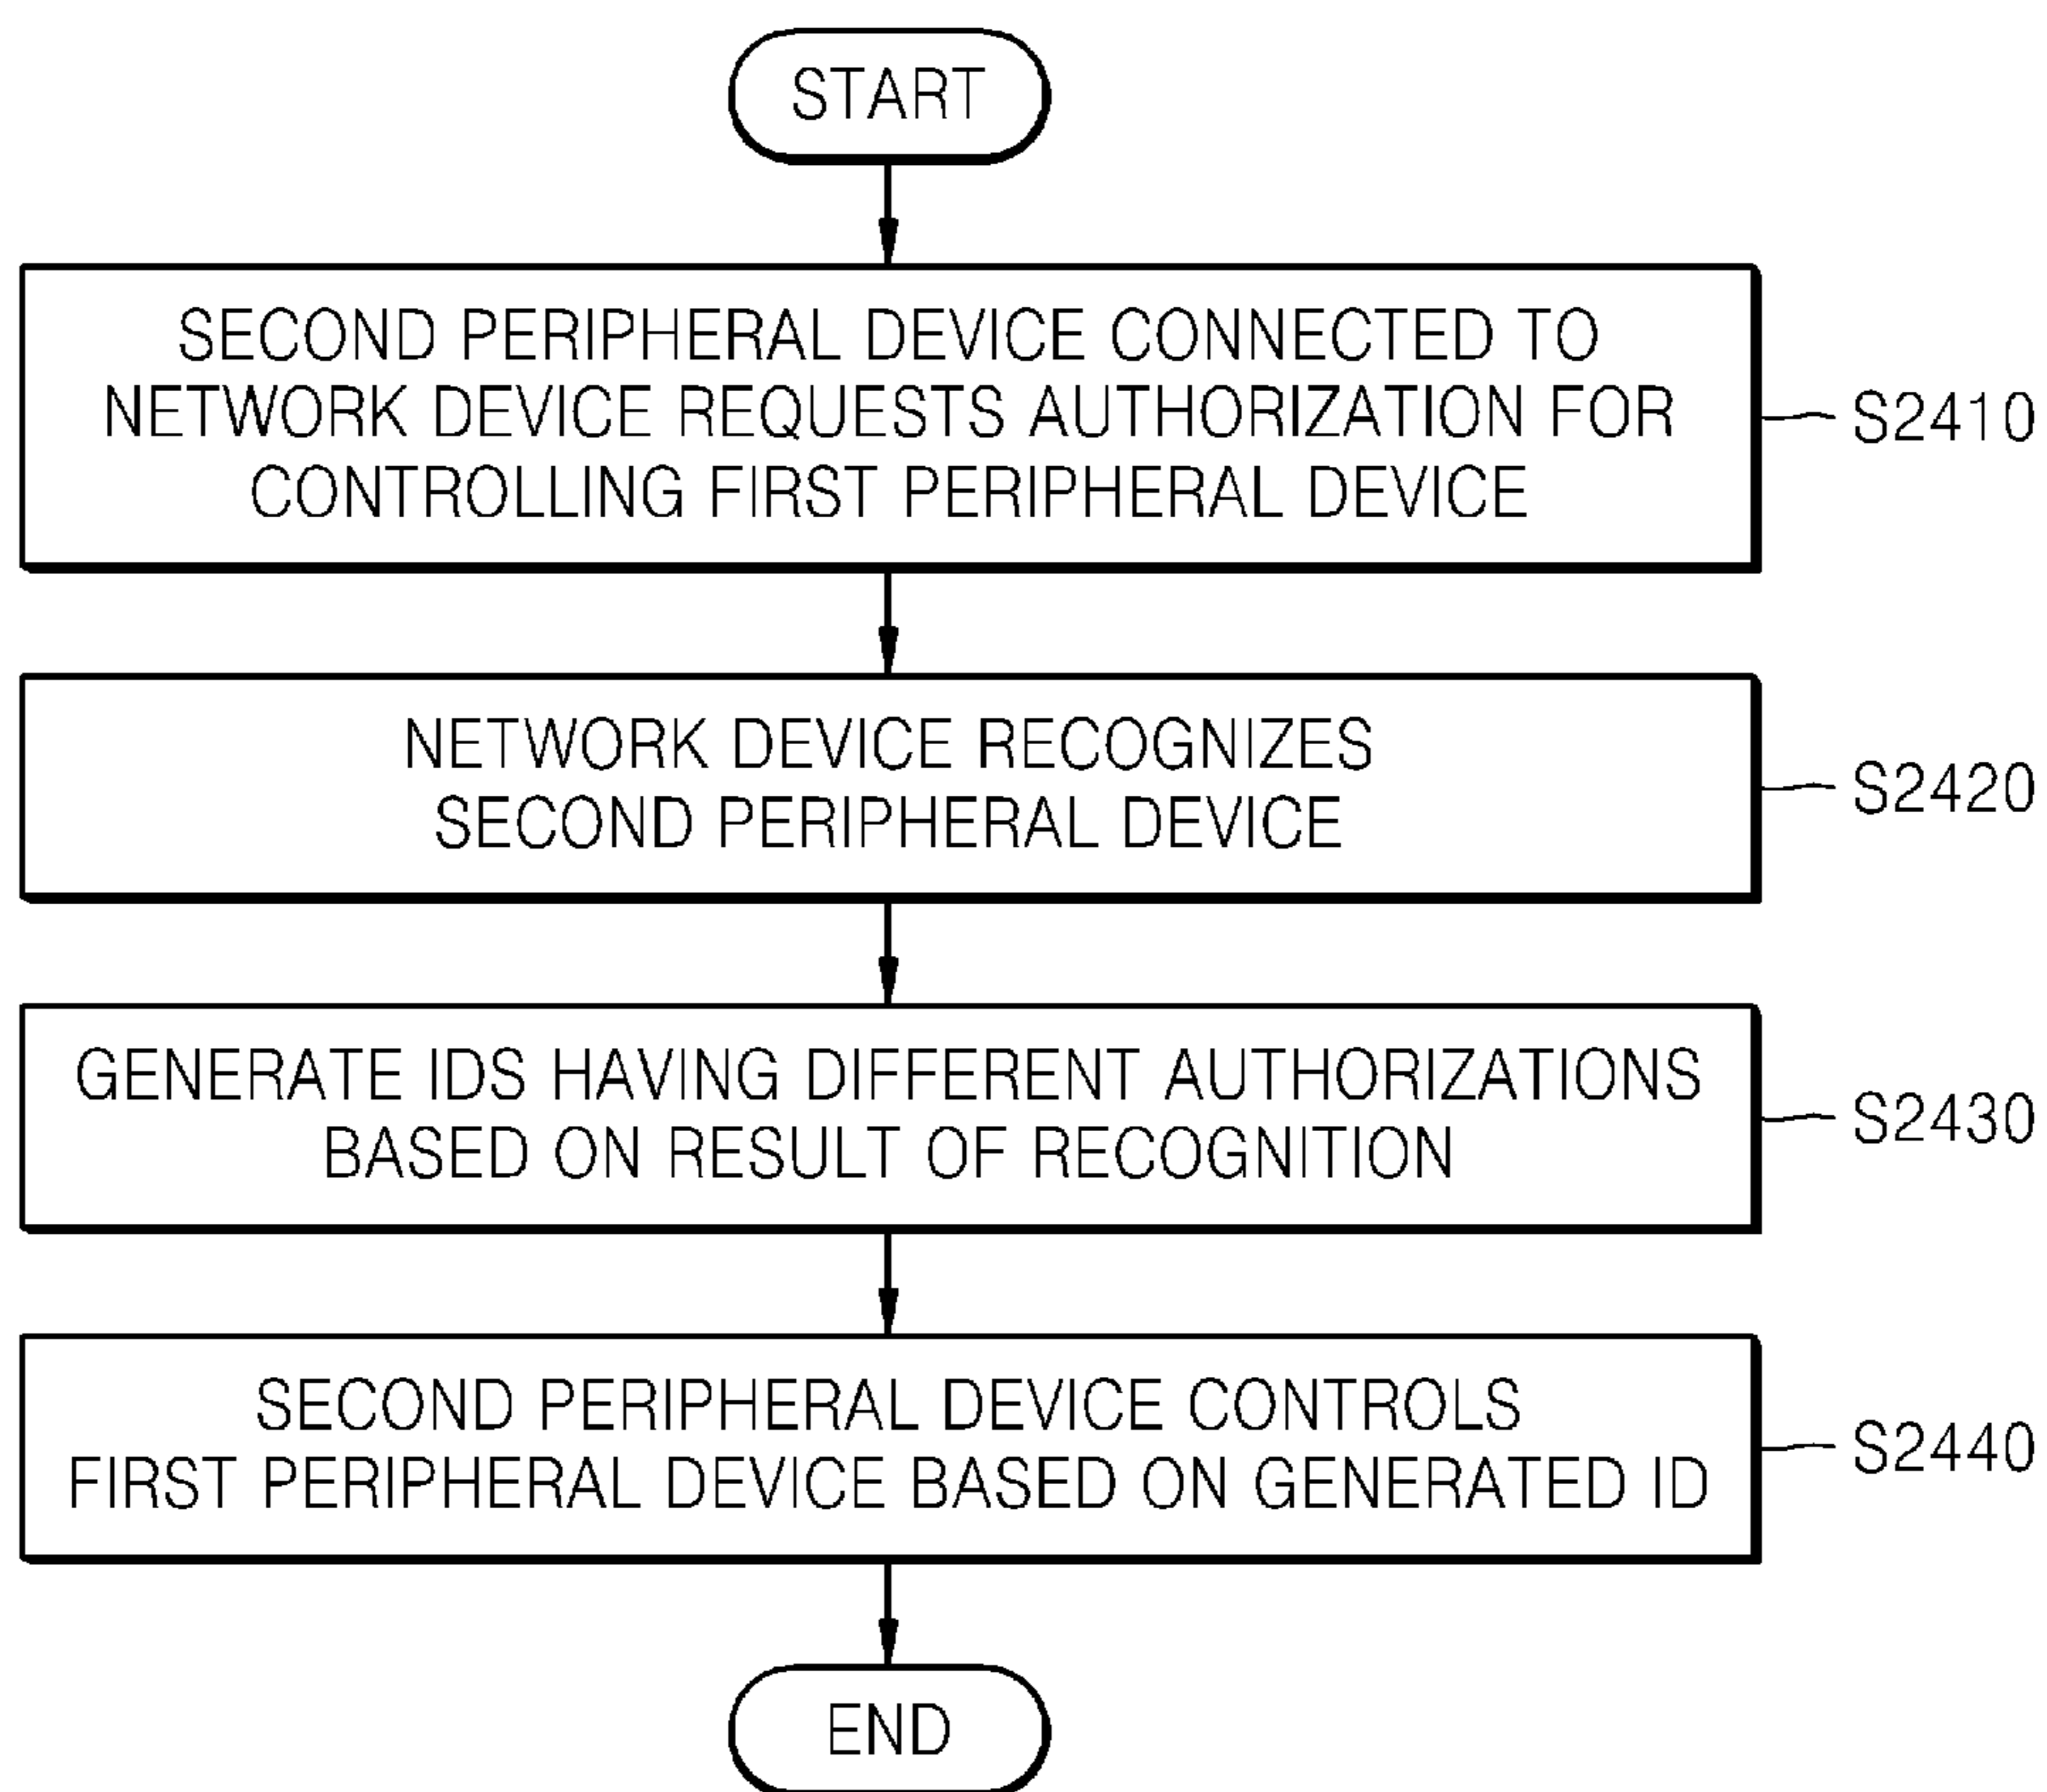 START
SECOND PERIPHERAL DEVICE CONNECTED TO
NETWORK DEVICE REQUESTS AUTHORIZATION FOR
CONTROLLING FIRST PERIPHERAL DEVICE
S2410
NETWORK DEVICE RECOGNIZES
SECOND PERIPHERAL DEVICE
S2420
GENERATE IDS HAVING DIFFERENT AUTHORIZATIONS
BASED ON RESULT OF RECOGNITION
S2430
SECOND PERIPHERAL DEVICE CONTROLS
FIRST PERIPHERAL DEVICE BASED ON GENERATED ID
S2440
END